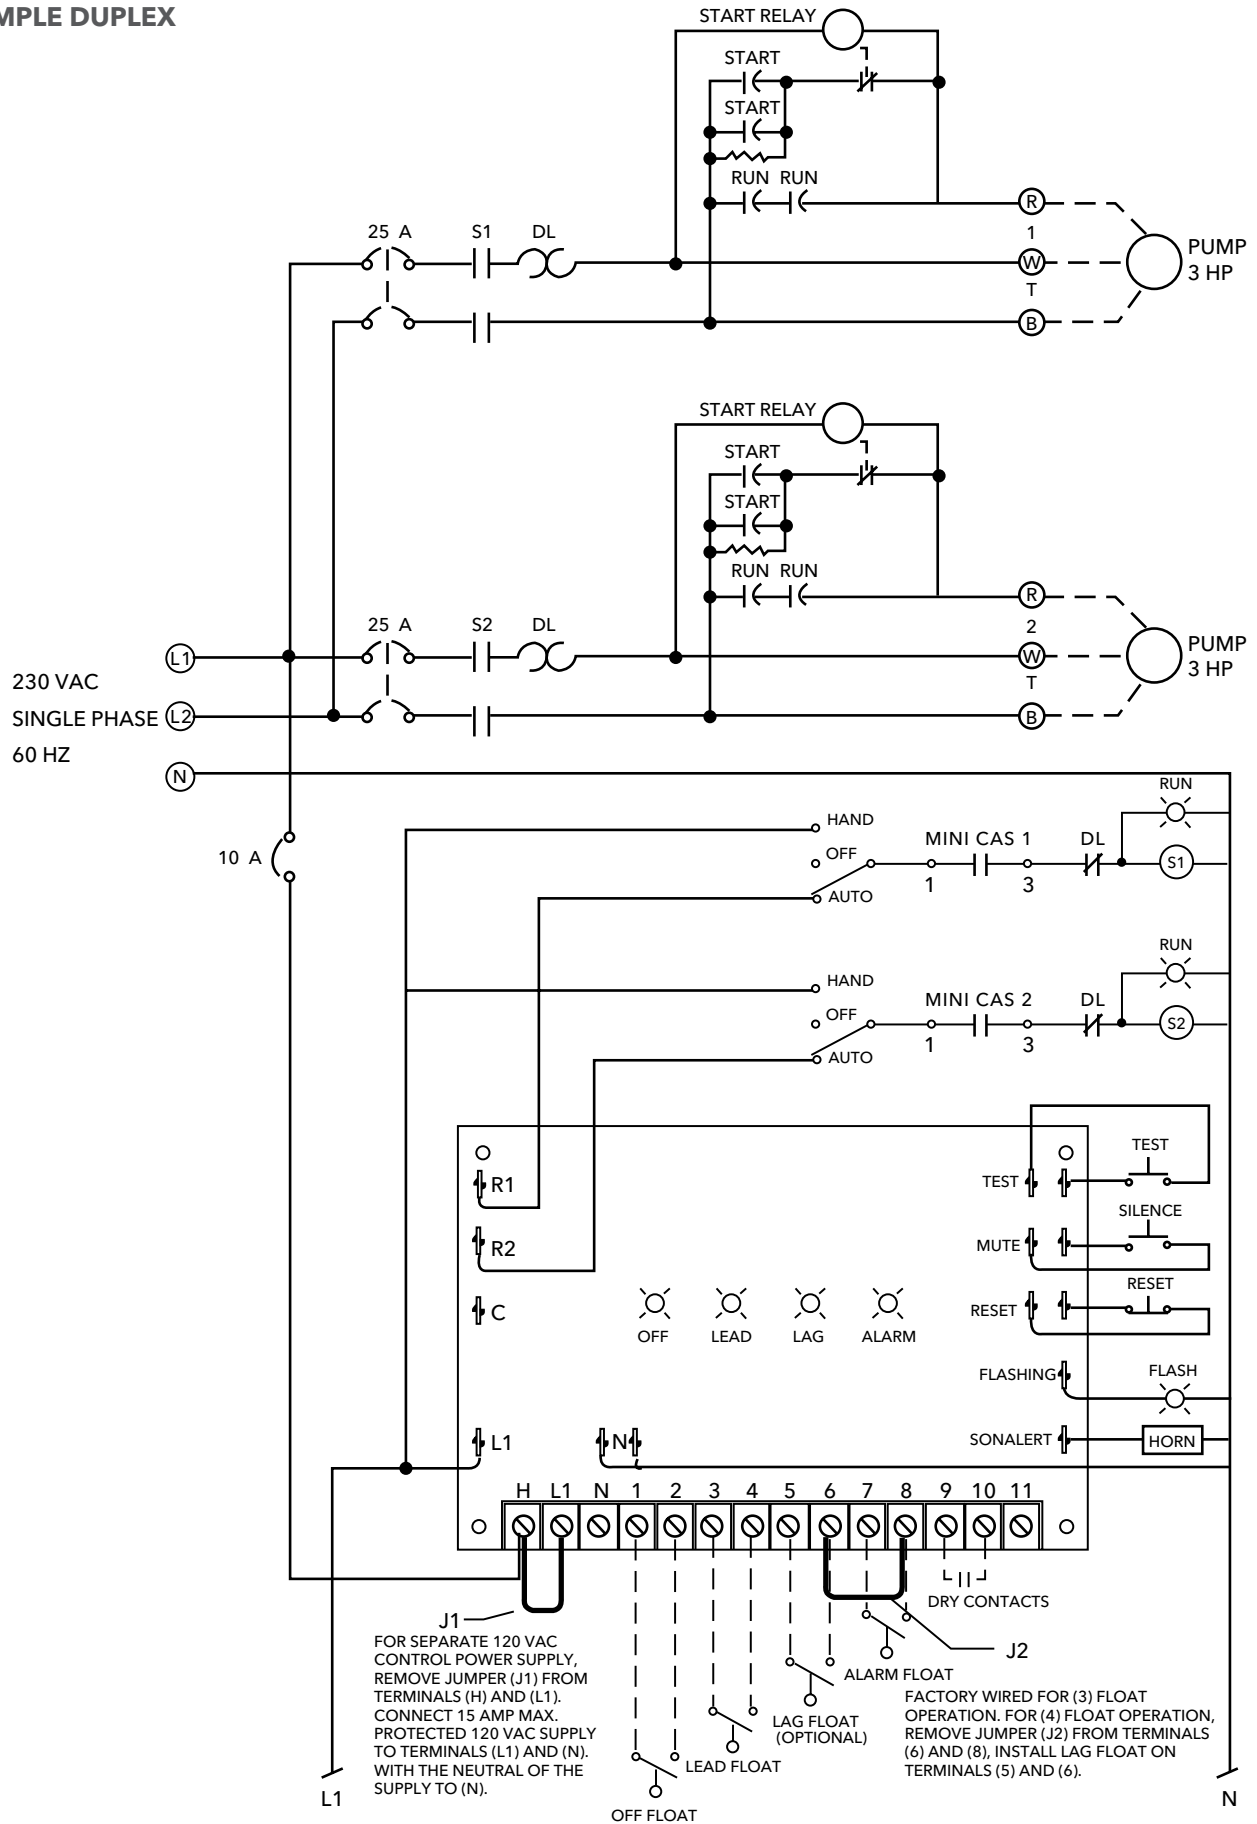 MPLE DUPLEX
START RELAY
START
START
RUN RUN
25 A
S1
DL
R
1
W
T
B
PUMP
3 HP
START RELAY
START
START
RUN RUN
25 A
S2
DL
R
2
W
T
B
PUMP
3 HP
L1
230 VAC
SINGLE PHASE
L2
60 HZ
N
10 A
HAND
OFF
AUTO
MINI CAS 1
1
3
DL
RUN
S1
HAND
OFF
AUTO
MINI CAS 2
1
3
DL
RUN
S2
R1
R2
C
L1
N
OFF LEAD LAG ALARM
TEST
TEST
MUTE
SILENCE
RESET
RESET
FLASHING
FLASH
SONALERT
HORN
H L1 N 1 2 3 4 5 6 7 8 9 10 11
DRY CONTACTS
J1
FOR SEPARATE 120 VAC
CONTROL POWER SUPPLY,
REMOVE JUMPER (J1) FROM
TERMINALS (H) AND (L1).
CONNECT 15 AMP MAX.
PROTECTED 120 VAC SUPPLY
TO TERMINALS (L1) AND (N).
WITH THE NEUTRAL OF THE
SUPPLY TO (N).
J2
ALARM FLOAT
LAG FLOAT
(OPTIONAL)
LEAD FLOAT
OFF FLOAT
FACTORY WIRED FOR (3) FLOAT
OPERATION. FOR (4) FLOAT OPERATION,
REMOVE JUMPER (J2) FROM TERMINALS
(6) AND (8), INSTALL LAG FLOAT ON
TERMINALS (5) AND (6).
L1
N